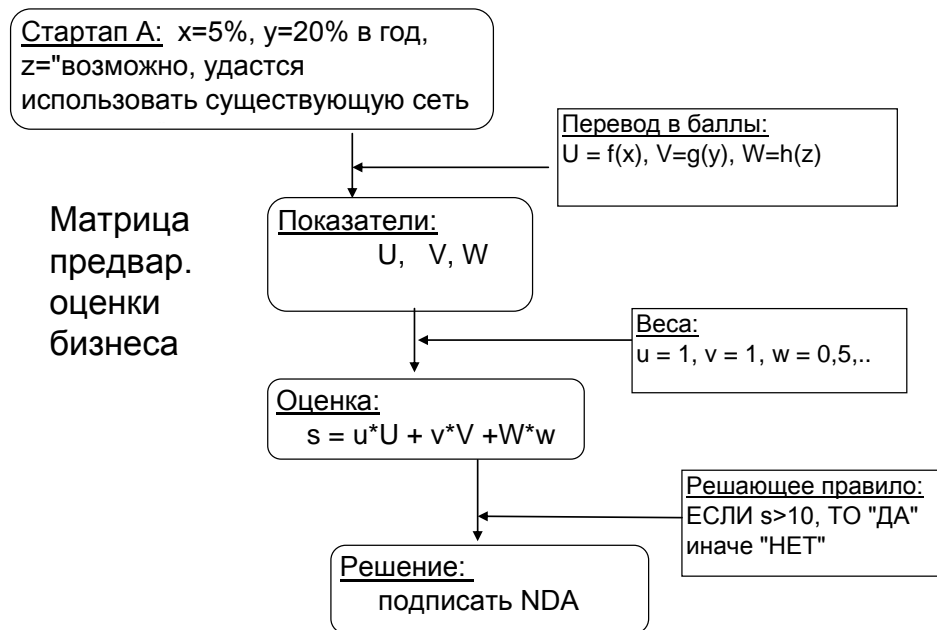 Стартап А: x=5%, y=20% в год,
z="возможно, удастся
использовать существующую сеть
Перевод в баллы:
U = f(x), V=g(y), W=h(z)
Матрица
предвар.
оценки
бизнеса
Показатели:
U, V, W
Веса:
u = 1, v = 1, w = 0,5,..
Оценка:
s = u*U + v*V +W*w
Решающее правило:
ЕСЛИ s>10, ТО "ДА"
иначе "НЕТ"
Решение:
подписать NDA